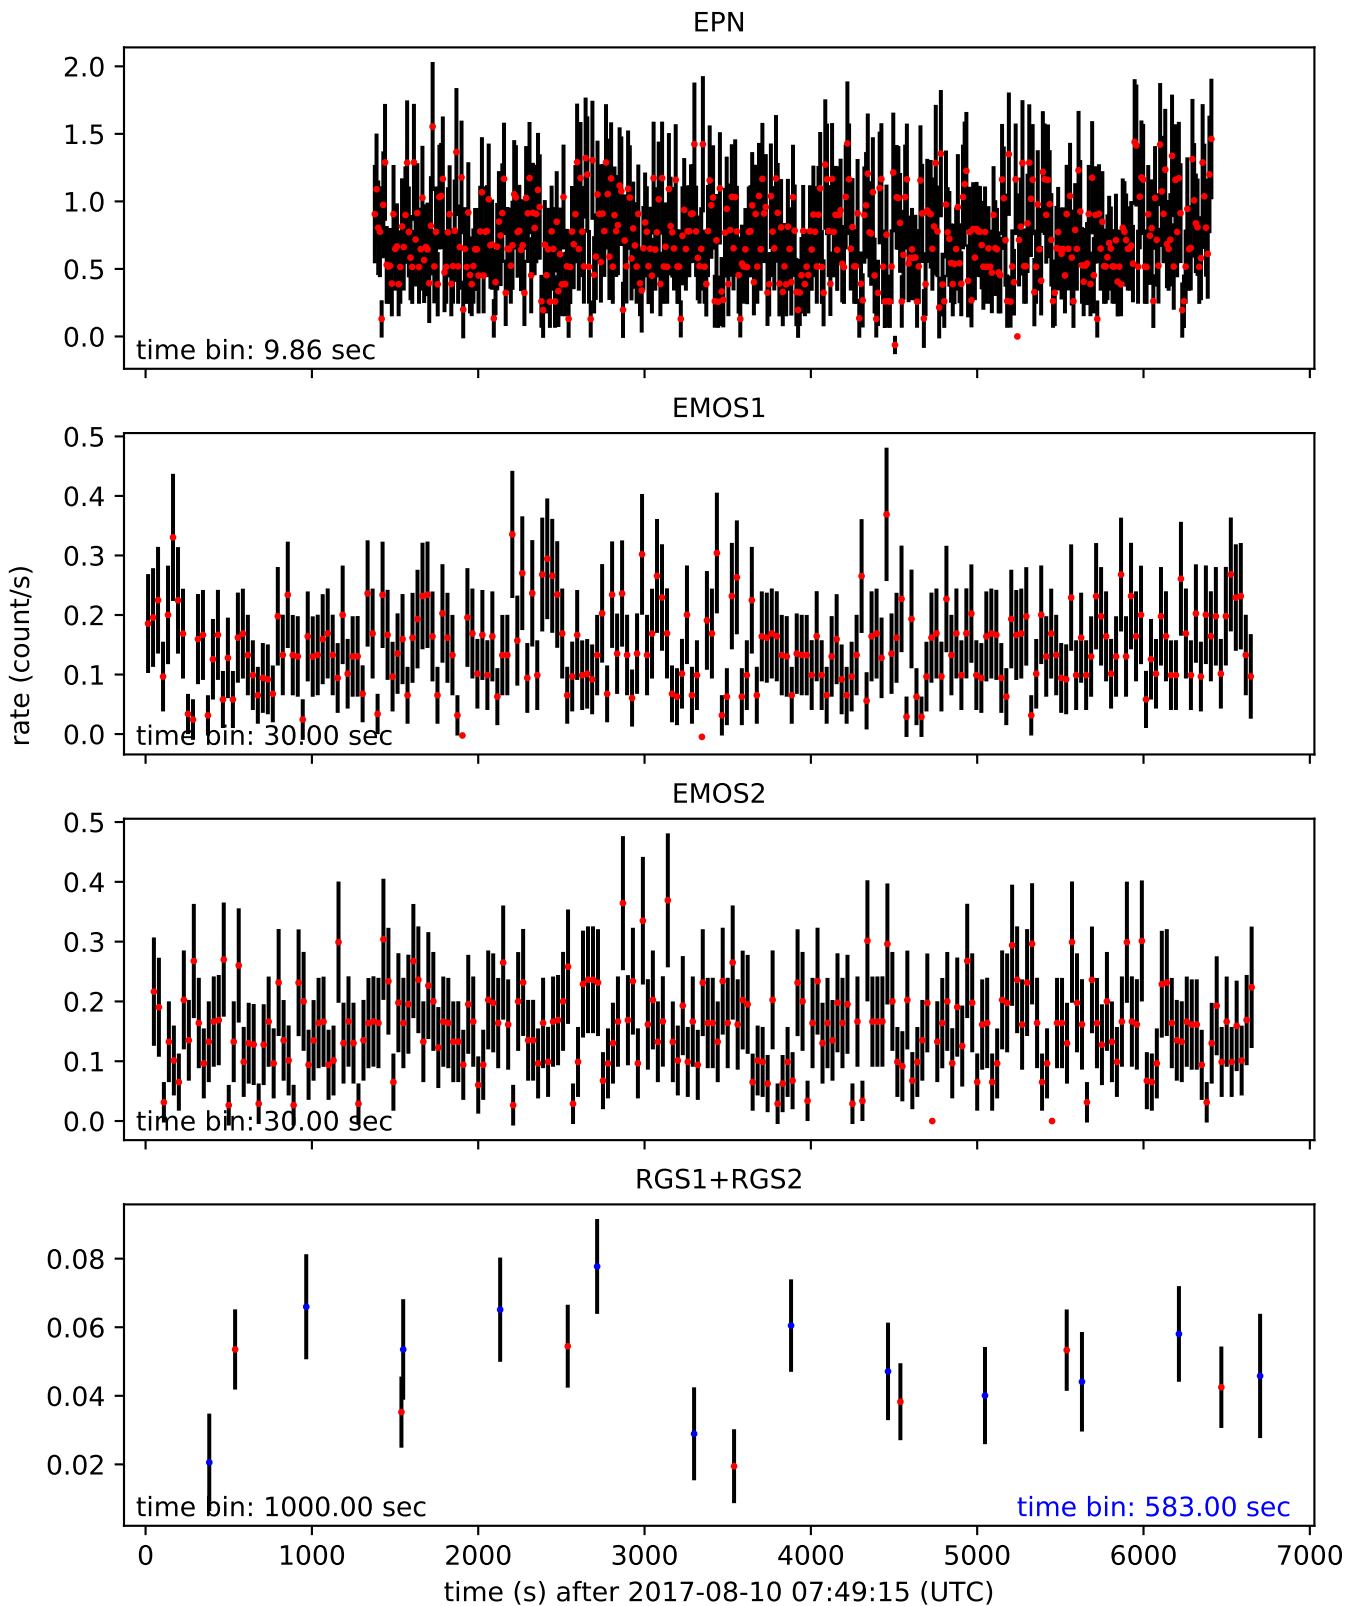 EPN
2.0
1.5
1.0
0.5
0.0
time bin: 9.86 sec
EMOS1
0.5
0.4
0.3
0.2
0.1
0.0
time bin: 30.00 sec
rate (count/s)
EMOS2
0.5
0.4
0.3
0.2
0.1
0.0
time bin: 30.00 sec
RGS1+RGS2
0.08
0.06
0.04
0.02
time bin: 1000.00 sec
time bin: 583.00 sec
0 1000 2000 3000 4000 5000 6000 7000
time (s) after 2017-08-10 07:49:15 (UTC)